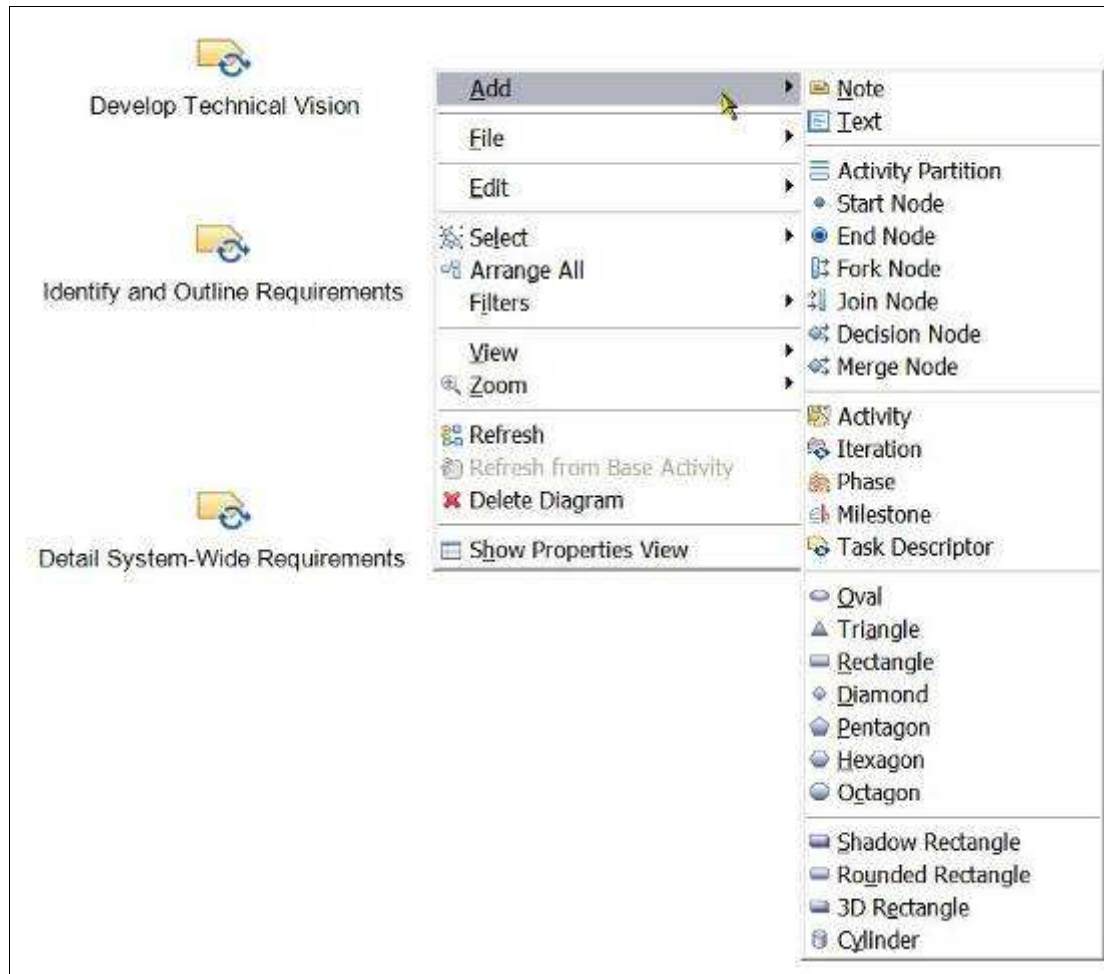 Develop Technical Vision
Identify and Outline Requirements
Detail System-Wide Requirements
Add
File
Edit
Select
Arrange All
Filters
View
Zoom
Refresh
Refresh from Base Activity
Delete Diagram
Show Properties View
Note
Text
Activity Partition
Start Node
End Node
Fork Node
Join Node
Decision Node
Merge Node
Activity
Iteration
Phase
Milestone
Task Descriptor
Oval
Triangle
Rectangle
Diamond
Pentagon
Hexagon
Octagon
Shadow Rectangle
Rounded Rectangle
3D Rectangle
Cylinder